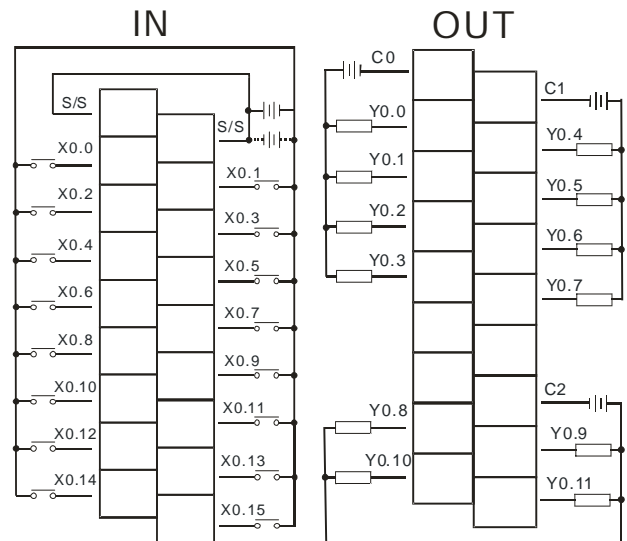 IN
S/S
S/S
X0.0
X0.1
X0.2
X0.3
X0.4
X0.5
X0.6
X0.7
X0.8
X0.9
X0.10
X0.11
X0.12
X0.13
X0.14
X0.15
OUT
C0
C1
Y0.0
Y0.4
Y0.1
Y0.5
Y0.2
Y0.6
Y0.3
Y0.7
C2
Y0.8
Y0.9
Y0.10
Y0.11